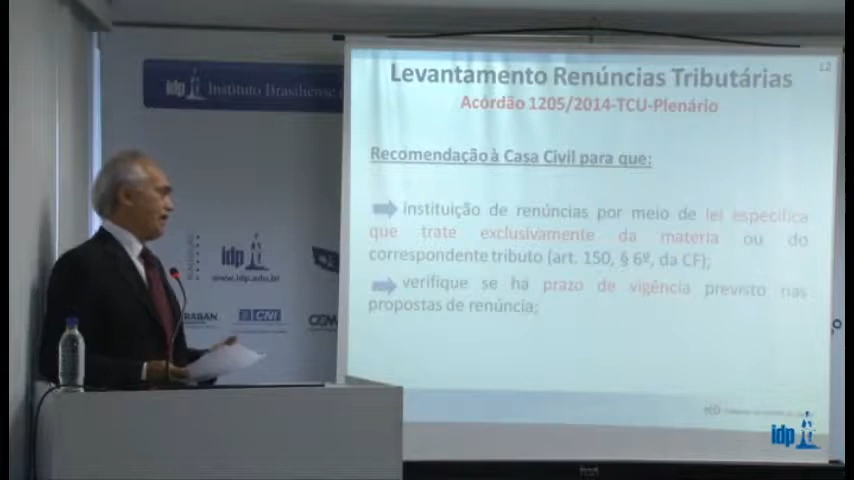 12
Levantamento Renúncias Tributárias
Acórdão 1205/2014-TCU-Plenário
idp Instituto Brasiliense
Recomendação à Casa Civil para que:
instituição de renúncias por meio de lei específica
que trate exclusivamente da matéria ou do
correspondente tributo (art. 150, § 6º, da CF);
verifique se há prazo de vigência previsto nas
propostas de renúncia;
idp
www.idp.edu.br
CNI
idp